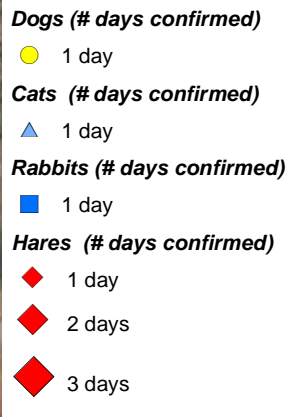 Dogs (# days confirmed)
1 day
Cats (# days confirmed)
1 day
Rabbits (# days confirmed)
1 day
Hares (# days confirmed)
1 day
2 days
3 days